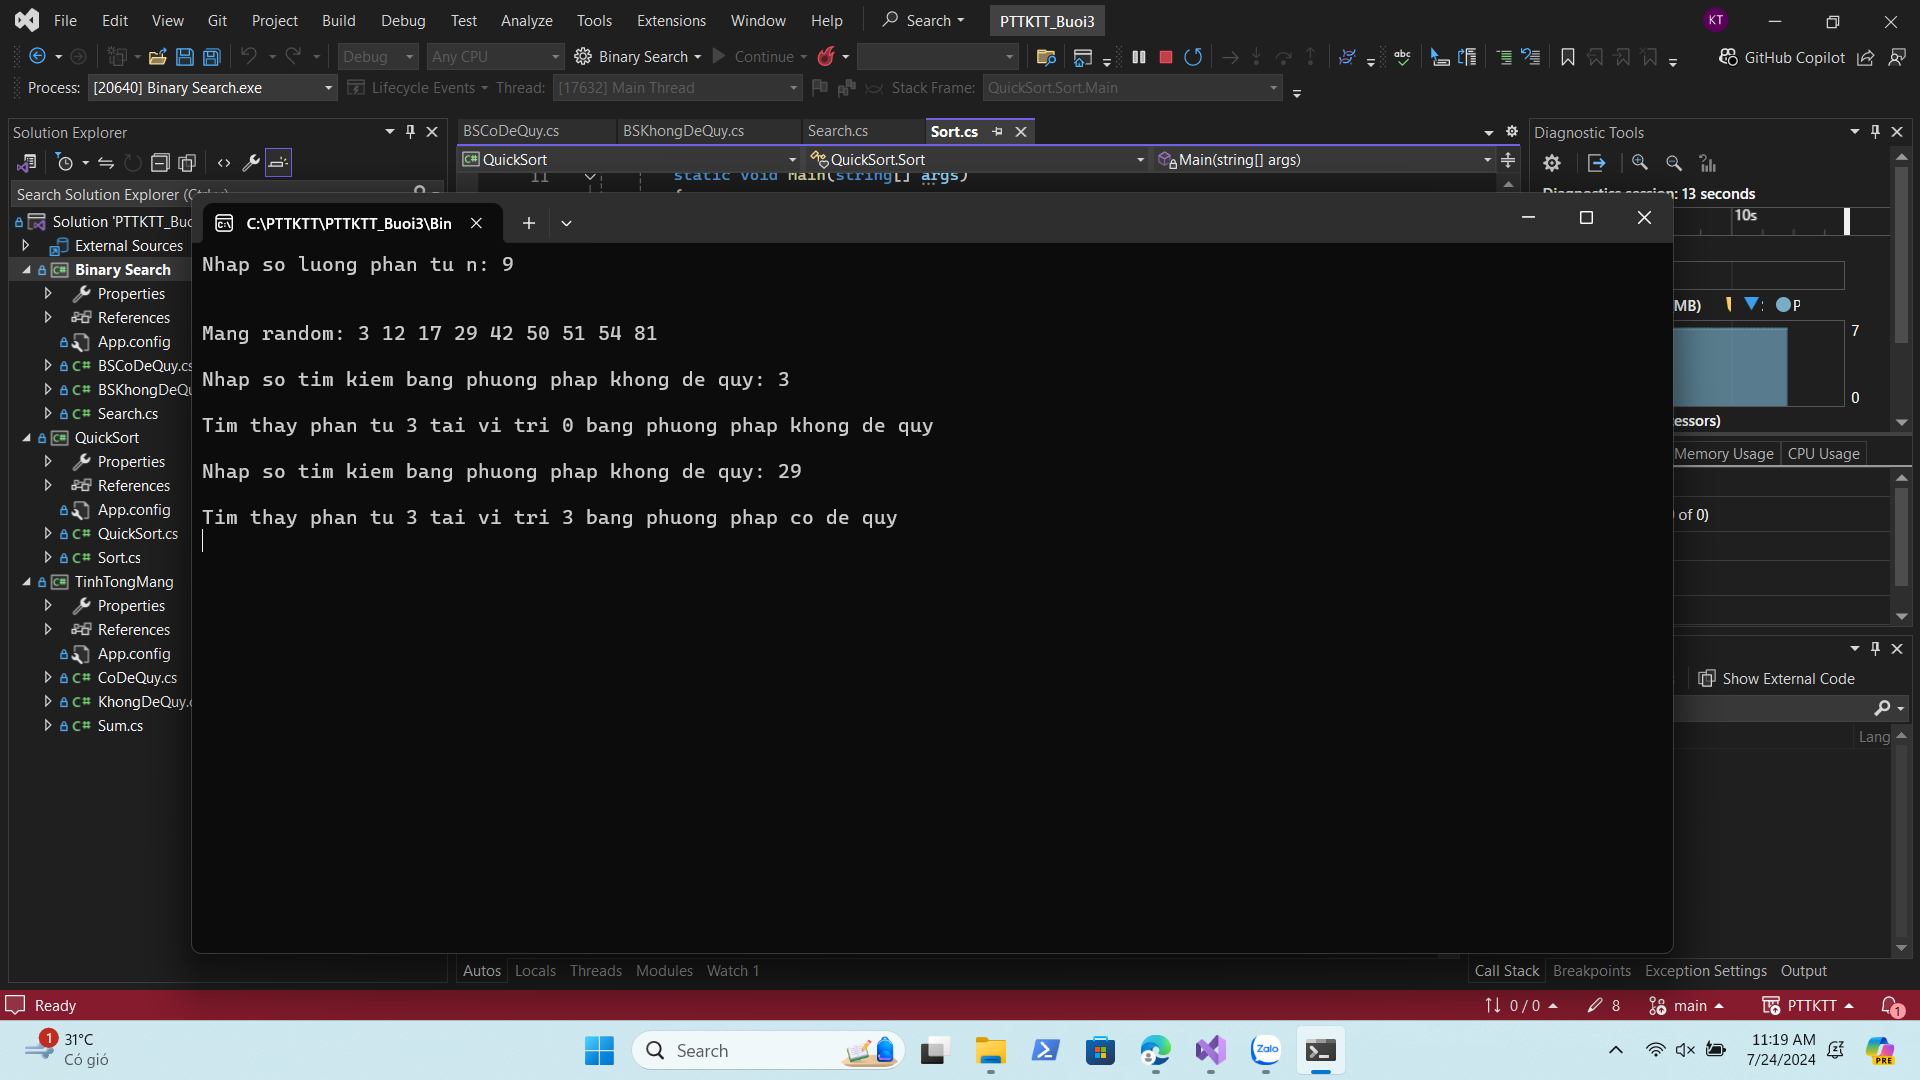 File Edit View Git Project Build Debug Test Analyze Tools Extensions Window Help Search PTTKTT_Buoi3 KT
Debug Any CPU Binary Search Continue GitHub Copilot
Process: [20640] Binary Search.exe Lifecycle Events Thread: [17632] Main Thread Stack Frame: QuickSort.Sort.Main
Solution Explorer
Search Solution Explorer
Solution 'PTTKTT_Buo
External Sources
Binary Search
Properties
References
App.config
BSCoDeQuy.cs
BSKhongDeQu
Search.cs
QuickSort
Properties
References
App.config
QuickSort.cs
Sort.cs
TinhTongMang
Properties
References
App.config
CoDeQuy.cs
KhongDeQuy.
Sum.cs
BSCoDeQuy.cs BSKhongDeQuy.cs Search.cs Sort.cs
QuickSort QuickSort.Sort Main(string[] args)
11 static void Main(string[] args)
C:\PTTKTT\PTTKTT_Buoi3\Bin
Nhap so luong phan tu n: 9
Mang random: 3 12 17 29 42 50 51 54 81
Nhap so tim kiem bang phuong phap khong de quy: 3
Tim thay phan tu 3 tai vi tri 0 bang phuong phap khong de quy
Nhap so tim kiem bang phuong phap khong de quy: 29
Tim thay phan tu 3 tai vi tri 3 bang phuong phap co de quy
Diagnostic Tools
Diagnostics session: 13 seconds
10s
MB) P
7
0
essors)
Memory Usage CPU Usage
of 0)
Show External Code
Lang
Autos Locals Threads Modules Watch 1
Call Stack Breakpoints Exception Settings Output
Ready 0 / 0 8 main PTTKTT 1
1 31°C
Có gió
Search
Zalo
11:19 AM
7/24/2024
PRE